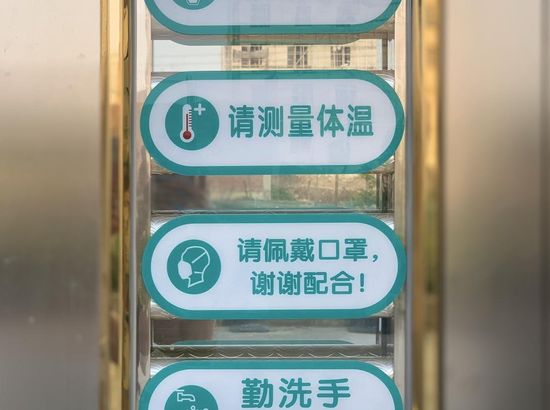 请测量体温
请佩戴口罩，
谢谢配合！
勤洗手